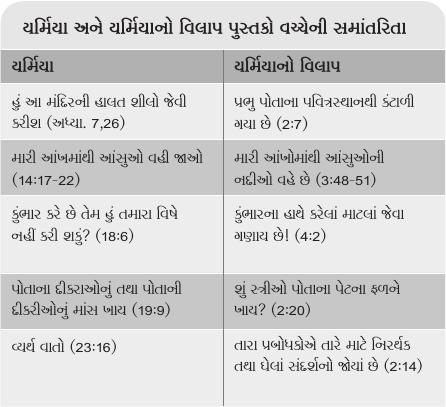 યર્મિયા અને યર્મિયાનો વિલાપ પુસ્તકો વચ્ચેની સમાંતરિતા
યર્મિયા
યર્મિયાનો વિલાપ
હું આ મંદિરની હાલત શીલો જેવી
કરીશ (અધ્યા. 7,26)
પ્રભુ પોતાના પવિત્રસ્થાનથી કંટાળી
ગયા છે (2:7)
મારી આંખમાંથી આંસુઓ વહી જાઓ
(14:17-22)
મારી આંખોમાંથી આંસુઓની
નદીઓ વહે છે (3:48-51)
કુંભાર કરે છે તેમ હું તમારા વિષે
નહીં કરી શકું? (18:6)
કુંભારના હાથે કરેલાં માટલાં જેવા
ગણાય છે! (4:2)
પોતાના દીકરાઓનું તથા પોતાની
દીકરીઓનું માંસ ખાય (19:9)
શું સ્ત્રીઓ પોતાના પેટના ફળને
ખાય? (2:20)
વ્યર્થ વાતો (23:16)
તારા પ્રબોધકોએ તારે માટે નિરર્થક
તથા ઘેલાં સંદર્શનો જોયાં છે (2:14)